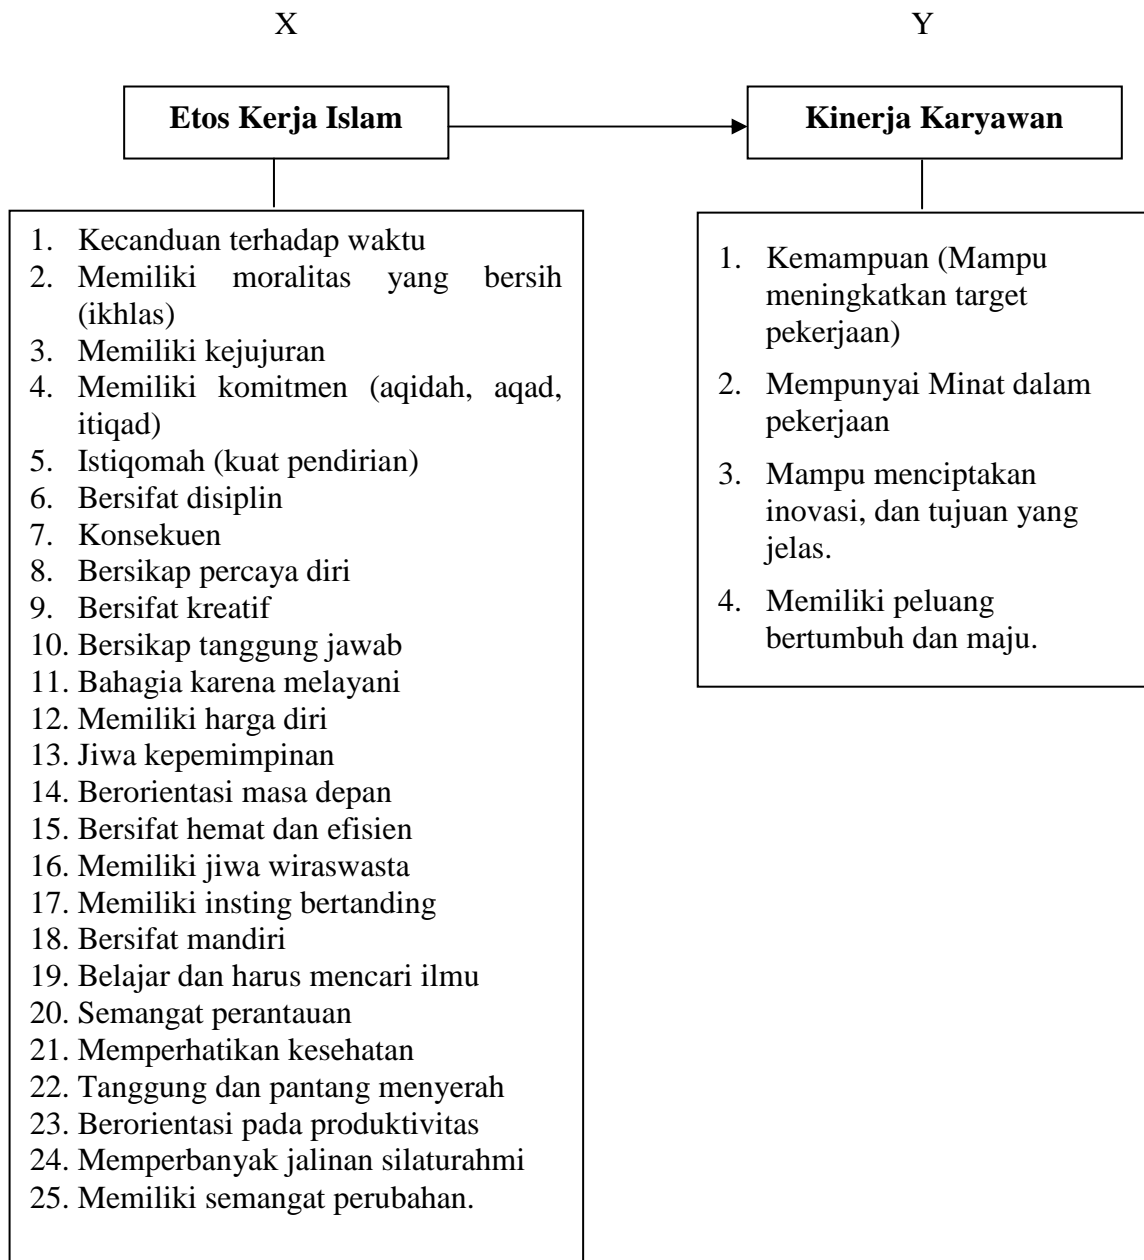 X
Y
Etos Kerja Islam
Kinerja Karyawan
1. Kecanduan terhadap waktu
2. Memiliki moralitas yang bersih
(ikhlas)
3. Memiliki kejujuran
4. Memiliki komitmen (aqidah, aqad,
itiqad)
5. Istiqomah (kuat pendirian)
6. Bersifat disiplin
7. Konsekuen
8. Bersikap percaya diri
9. Bersifat kreatif
10. Bersikap tanggung jawab
11. Bahagia karena melayani
12. Memiliki harga diri
13. Jiwa kepemimpinan
14. Berorientasi masa depan
15. Bersifat hemat dan efisien
16. Memiliki jiwa wiraswasta
17. Memiliki insting bertanding
18. Bersifat mandiri
19. Belajar dan harus mencari ilmu
20. Semangat perantauan
21. Memperhatikan kesehatan
22. Tanggung dan pantang menyerah
23. Berorientasi pada produktivitas
24. Memperbanyak jalinan silaturahmi
25. Memiliki semangat perubahan.
1. Kemampuan (Mampu
meningkatkan target
pekerjaan)
2. Mempunyai Minat dalam
pekerjaan
3. Mampu menciptakan
inovasi, dan tujuan yang
jelas.
4. Memiliki peluang
bertumbuh dan maju.